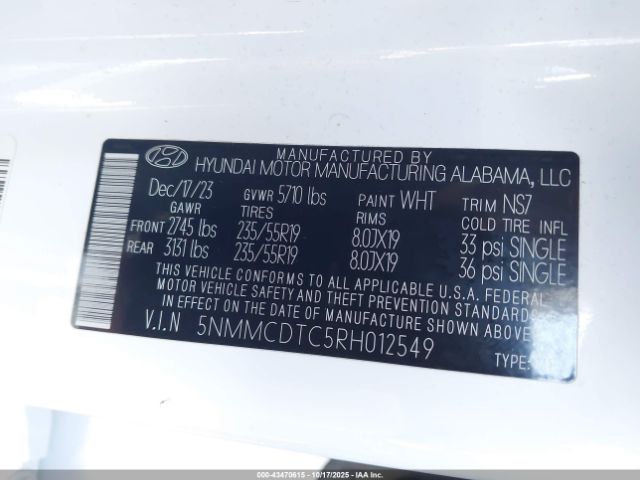 MANUFACTURED BY
HYUNDAI MOTOR MANUFACTURING ALABAMA, LLC
Dec/17/23 GVWR 5710 lbs PAINT WHT TRIM NS7
GAWR TIRES RIMS COLD TIRE INFL
FRONT 2745 lbs 235/55R19 8.0JX19 33 psi SINGLE
REAR 3131 lbs 235/55R19 8.0JX19 36 psi SINGLE
THIS VEHICLE CONFORMS TO ALL APPLICABLE U.S.A. FEDERAL
MOTOR VEHICLE SAFETY AND THEFT PREVENTION STANDARDS
IN EFFECT ON THE DATE OF MANUFACTURE SHOWN ABOVE.
V.I.N 5NMMCDTC5RH012549
TYPE:
000-43470615 - 10/17/2025 - IAAI.COM